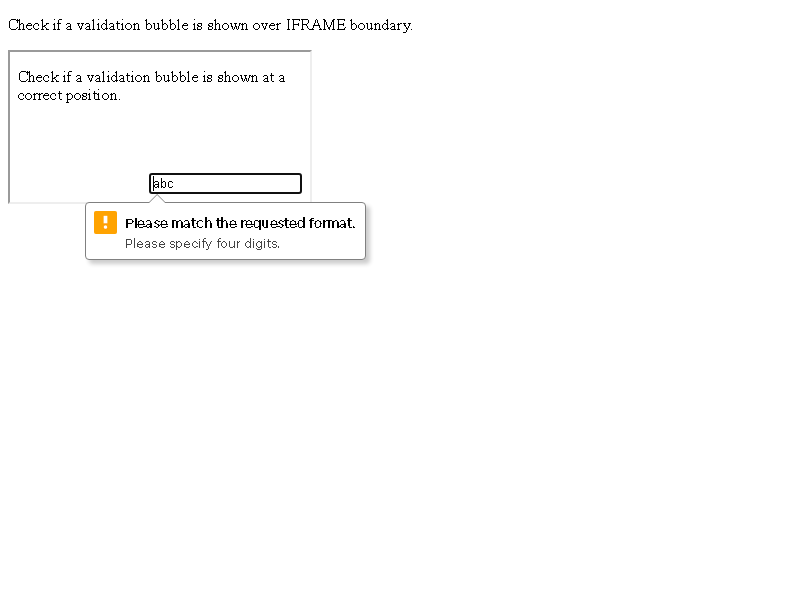 Check if a validation bubble is shown over IFRAME boundary.
Check if a validation bubble is shown at a
correct position.
abc
!
Please match the requested format.
Please specify four digits.